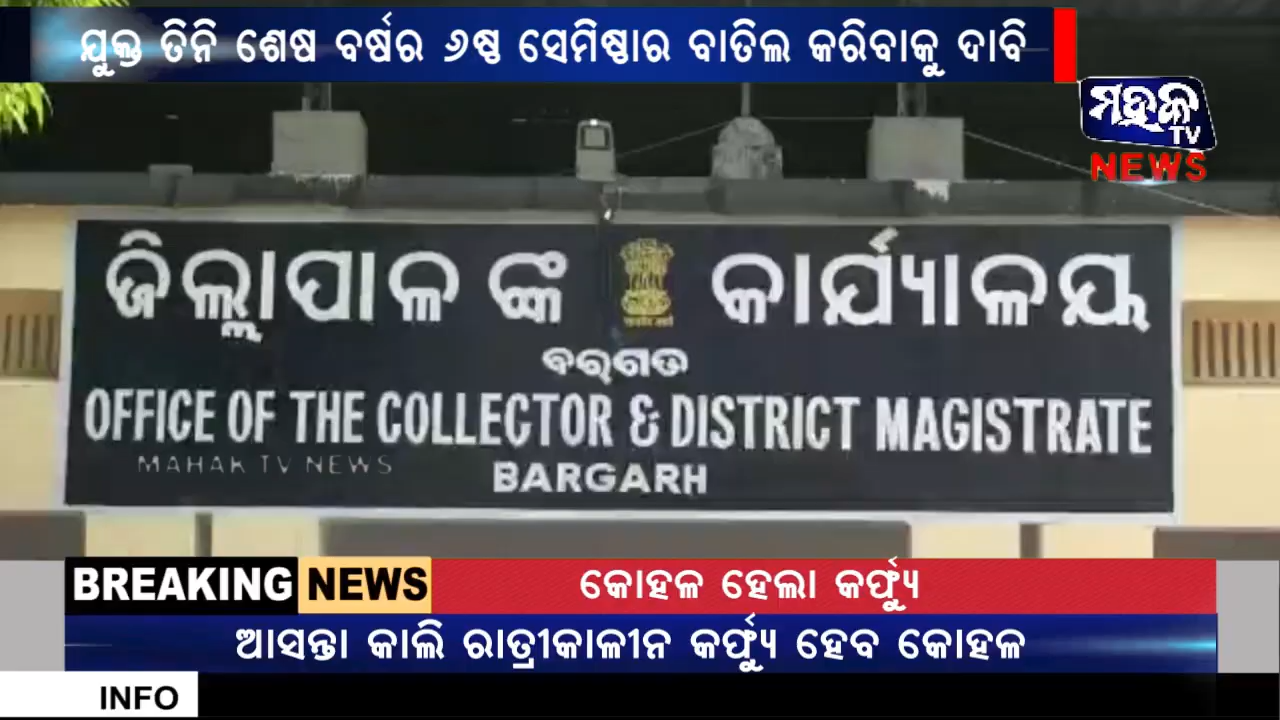 ଯୁକ୍ତ ତିନି ଶେଷ ବର୍ଷର ୬ଷ୍ଠ ସେମିଷ୍ଠାର ବାତିଲ କରିବାକୁ ଦାବି
ମହକ
TV
NEWS
ଜିଲ୍ଲାପାଳ ଙ୍କ କାର୍ଯ୍ୟାଳୟ
ବରଗଡ
OFFICE OF THE COLLECTOR & DISTRICT MAGISTRATE
MAHAK TV NEWS
BARGARH
BREAKING NEWS
କୋହଳ ହେଲା କର୍ଫ୍ୟୁ
ଆସନ୍ତା କାଲି ରାତ୍ରୀକାଳୀନ କର୍ଫ୍ୟୁ ହେବ କୋହଳ
INFO